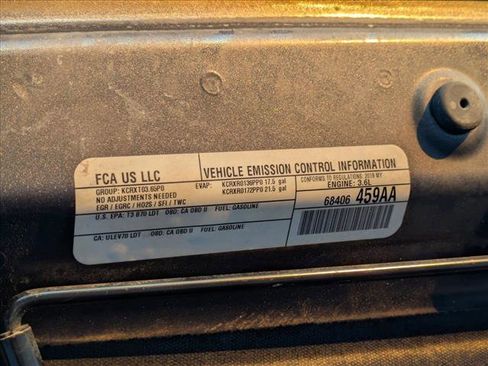 FCA US LLC
VEHICLE EMISSION CONTROL INFORMATION
GROUP: KCRXT03.65P0
EVAP: KCRXR0136PP0 17.5 gal
KCRXR0172PP0 21.5 gal
CONFORMS TO REGULATIONS: 2019 MY
ENGINE: 3.6L
NO ADJUSTMENTS NEEDED
EGR / EGRC / HO2S / SFI / TWC
68406 459AA
U.S. EPA: T3 B70 LDT OBD: CA OBD II FUEL: GASOLINE
CA: ULEV70 LDT OBD: CA OBD II FUEL: GASOLINE